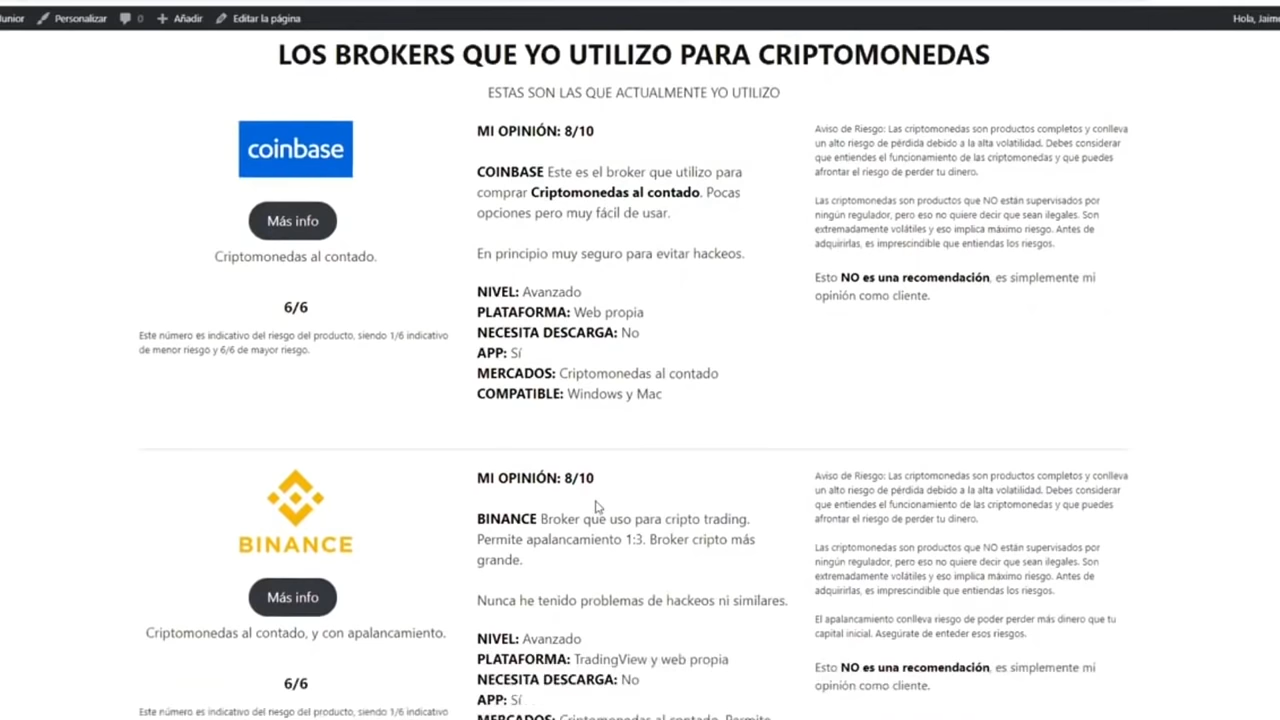 Personalizar 0 Añadir Editar la página Hola,
LOS BROKERS QUE YO UTILIZO PARA CRIPTOMONEDAS
ESTAS SON LAS QUE ACTUALMENTE YO UTILIZO
coinbase
Más info
Criptomonedas al contado.
6/6
Este número es indicativo del riesgo del producto, siendo 1/6 indicativo
de menor riesgo y 6/6 de mayor riesgo.
MI OPINIÓN: 8/10
COINBASE Este es el broker que utilizo para
comprar Criptomonedas al contado. Pocas
opciones pero muy fácil de usar.
En principio muy seguro para evitar hackeos.
NIVEL: Avanzado
PLATAFORMA: Web propia
NECESITA DESCARGA: No
APP: Sí
MERCADOS: Criptomonedas al contado
COMPATIBLE: Windows y Mac
Aviso de Riesgo: Las criptomonedas son productos completos y conlleva
un alto riesgo de pérdida debido a la alta volatilidad. Debes considerar
que entiendes el funcionamiento de las criptomonedas y que puedes
afrontar el riesgo de perder tu dinero.
Las criptomonedas son productos que NO están supervisados por
ningún regulador, pero eso no quiere decir que sean ilegales. Son
extremadamente volátiles y eso implica máximo riesgo. Antes de
adquirirlas, es imprescindible que entiendas los riesgos.
Esto NO es una recomendación, es simplemente mi
opinión como cliente.
BINANCE
Más info
Criptomonedas al contado, y con apalancamiento.
6/6
Este número es indicativo del riesgo del producto, siendo 1/6 indicativo
MI OPINIÓN: 8/10
BINANCE Broker que uso para cripto trading.
Permite apalancamiento 1:3. Broker cripto más
grande.
Nunca he tenido problemas de hackeos ni similares.
NIVEL: Avanzado
PLATAFORMA: TradingView y web propia
NECESITA DESCARGA: No
APP: Sí
MERCADOS: Criptomonedas al contado. Permite
Aviso de Riesgo: Las criptomonedas son productos completos y conlleva
un alto riesgo de pérdida debido a la alta volatilidad. Debes considerar
que entiendes el funcionamiento de las criptomonedas y que puedes
afrontar el riesgo de perder tu dinero.
Las criptomonedas son productos que NO están supervisados por
ningún regulador, pero eso no quiere decir que sean ilegales. Son
extremadamente volátiles y eso implica máximo riesgo. Antes de
adquirirlas, es imprescindible que entiendas los riesgos.
El apalancamiento conlleva riesgo de poder perder más dinero que tu
capital inicial. Asegúrate de enteder esos riesgos.
Esto NO es una recomendación, es simplemente mi
opinión como cliente.